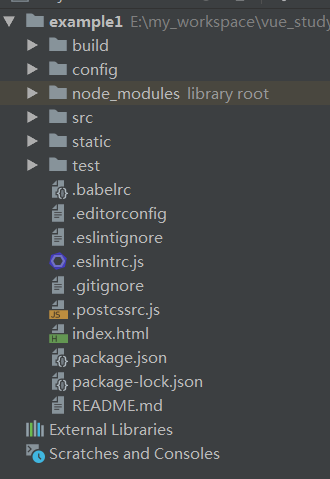 example1 E:\my_workspace\vue_study
build
config
node_modules library root
src
static
test
.babelrc
.editorconfig
.eslintignore
.eslintrc.js
.gitignore
.postcssrc.js
index.html
package.json
package-lock.json
README.md
External Libraries
Scratches and Consoles